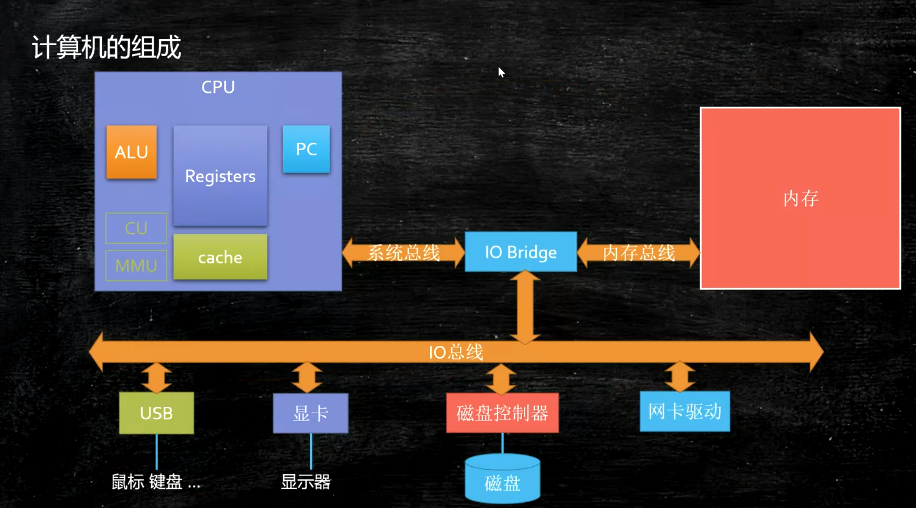 计算机的组成
CPU
ALU
Registers
PC
CU
MMU
cache
系统总线
IO Bridge
内存总线
内存
IO总线
USB
显卡
磁盘控制器
网卡驱动
鼠标 键盘 ...
显示器
磁盘